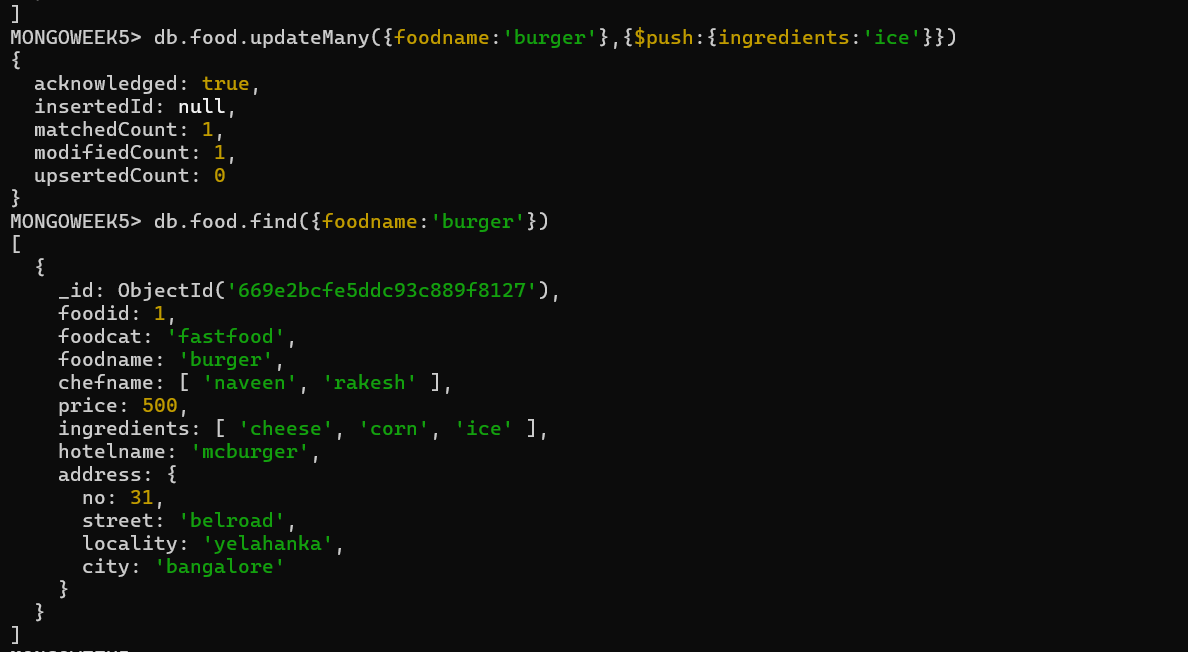 ]
MONGOWEEK5> db.food.updateMany({foodname:'burger'},{$push:{ingredients:'ice'}})
{
  acknowledged: true,
  insertedId: null,
  matchedCount: 1,
  modifiedCount: 1,
  upsertedCount: 0
}
MONGOWEEK5> db.food.find({foodname:'burger'})
[
  {
    _id: ObjectId('669e2bcfe5ddc93c889f8127'),
    foodid: 1,
    foodcat: 'fastfood',
    foodname: 'burger',
    chefname: [ 'naveen', 'rakesh' ],
    price: 500,
    ingredients: [ 'cheese', 'corn', 'ice' ],
    hotelname: 'mcburger',
    address: {
      no: 31,
      street: 'belroad',
      locality: 'yelahanka',
      city: 'bangalore'
    }
  }
]